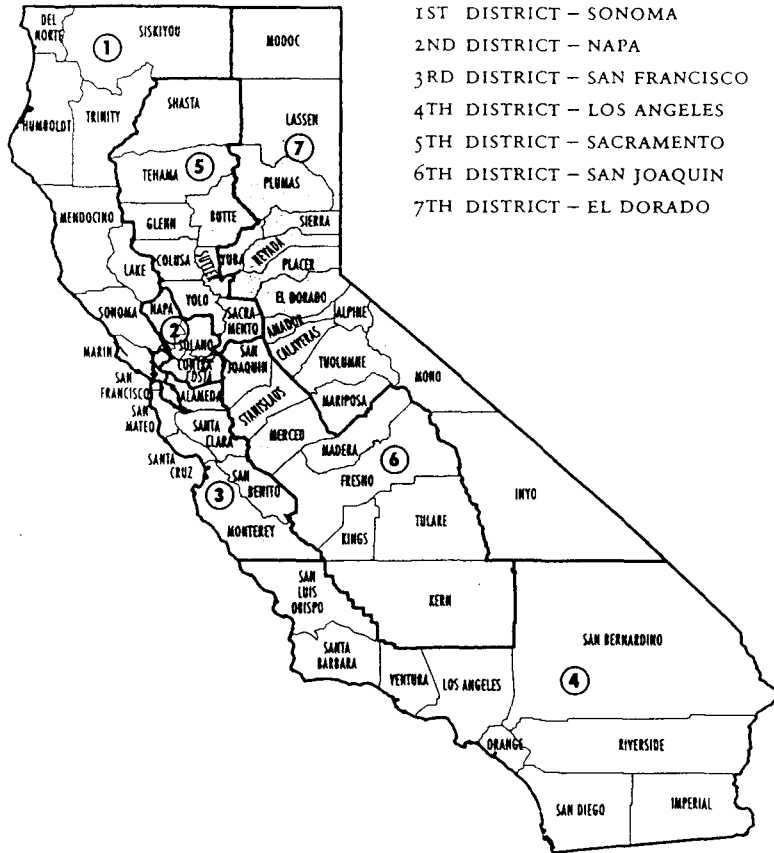 1ST DISTRICT – SONOMA
2ND DISTRICT – NAPA
3RD DISTRICT – SAN FRANCISCO
4TH DISTRICT – LOS ANGELES
5TH DISTRICT – SACRAMENTO
6TH DISTRICT – SAN JOAQUIN
7TH DISTRICT – EL DORADO
DEL
NORTE
1
SISKIYOU
MODOC
HUMBOLDT
TRINITY
SHASTA
LASSEN
7
TEHAMA
5
PLUMAS
MENDOCINO
GLENN
BUTTE
SIERRA
LAKE
COLUSA
SUTTER
YUBA
NEVADA
PLACER
SONOMA
NAPA
YOLO
SACRA
MENTO
EL DORADO
AMADOR
ALPINE
2
SOLANO
CALAVERAS
MARIN
CONTRA
COSTA
SAN
JOAQUIN
TUOLUMNE
MONO
SAN
FRANCISCO
ALAMEDA
STANISLAUS
MARIPOSA
SAN
MATEO
SANTA
CLARA
MERCED
MADERA
SANTA
CRUZ
3
SAN
BENITO
FRESNO
6
INYO
MONTEREY
KINGS
TULARE
SAN
LUIS
OBISPO
KERN
SAN BERNARDINO
SANTA
BARBARA
VENTURA
LOS ANGELES
4
ORANGE
RIVERSIDE
SAN DIEGO
IMPERIAL